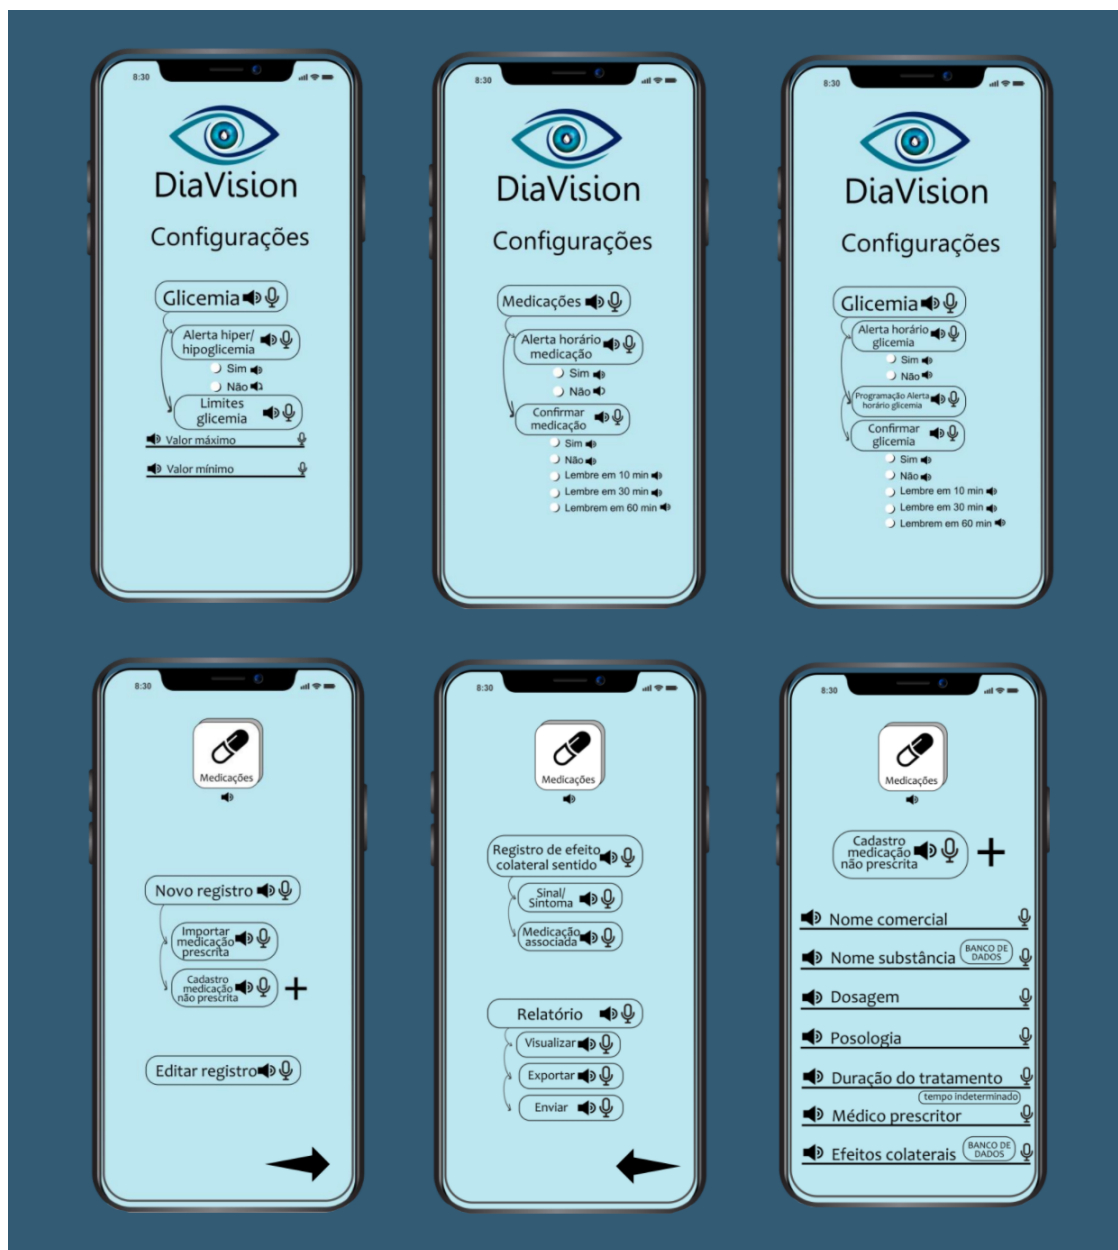 8:30
DiaVision
Configurações
Glicemia
Alerta hiper/
hipoglicemia
Sim
Não
Limites
glicemia
Valor máximo
Valor mínimo
8:30
DiaVision
Configurações
Medicações
Alerta horário
medicação
Sim
Não
Confirmar
medicação
Sim
Não
Lembre em 10 min
Lembre em 30 min
Lembrem em 60 min
8:30
DiaVision
Configurações
Glicemia
Alerta horário
glicemia
Sim
Não
Programação Alerta
horário glicemia
Confirmar
glicemia
Sim
Não
Lembre em 10 min
Lembre em 30 min
Lembrem em 60 min
8:30
Medicações
Novo registro
Importar
medicação
prescrita
Cadastro
medicação
não prescrita
+
Editar registro
8:30
Medicações
Registro de efeito
colateral sentido
Sinal/
Síntoma
Medicação
associada
Relatório
Visualizar
Exportar
Enviar
8:30
Medicações
Cadastro
medicação
não prescrita
+
Nome comercial
Nome substância
BANCO DE
DADOS
Dosagem
Posologia
Duração do tratamento
tempo indeterminado
Médico prescritor
Efeitos colaterais
BANCO DE
DADOS